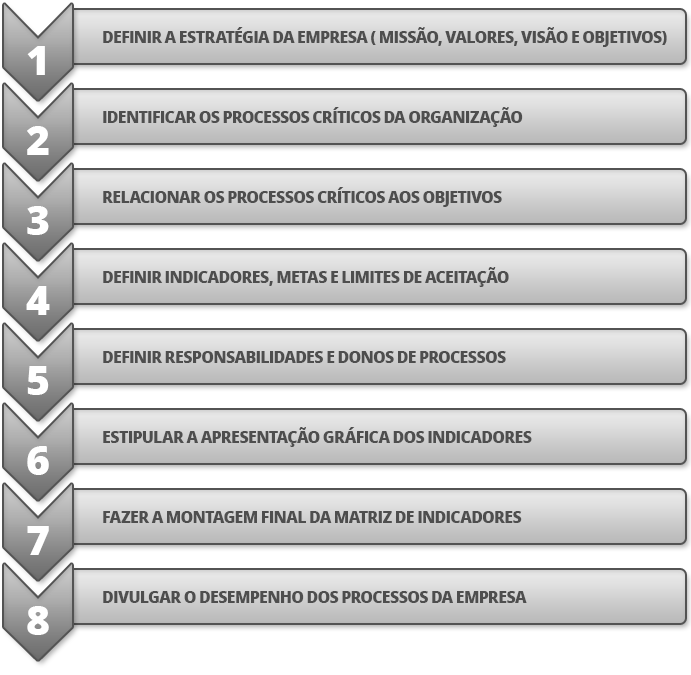 1
DEFINIR A ESTRATÉGIA DA EMPRESA ( MISSÃO, VALORES, VISÃO E OBJETIVOS)
2
IDENTIFICAR OS PROCESSOS CRÍTICOS DA ORGANIZAÇÃO
3
RELACIONAR OS PROCESSOS CRÍTICOS AOS OBJETIVOS
4
DEFINIR INDICADORES, METAS E LIMITES DE ACEITAÇÃO
5
DEFINIR RESPONSABILIDADES E DONOS DE PROCESSOS
6
ESTIPULAR A APRESENTAÇÃO GRÁFICA DOS INDICADORES
7
FAZER A MONTAGEM FINAL DA MATRIZ DE INDICADORES
8
DIVULGAR O DESEMPENHO DOS PROCESSOS DA EMPRESA